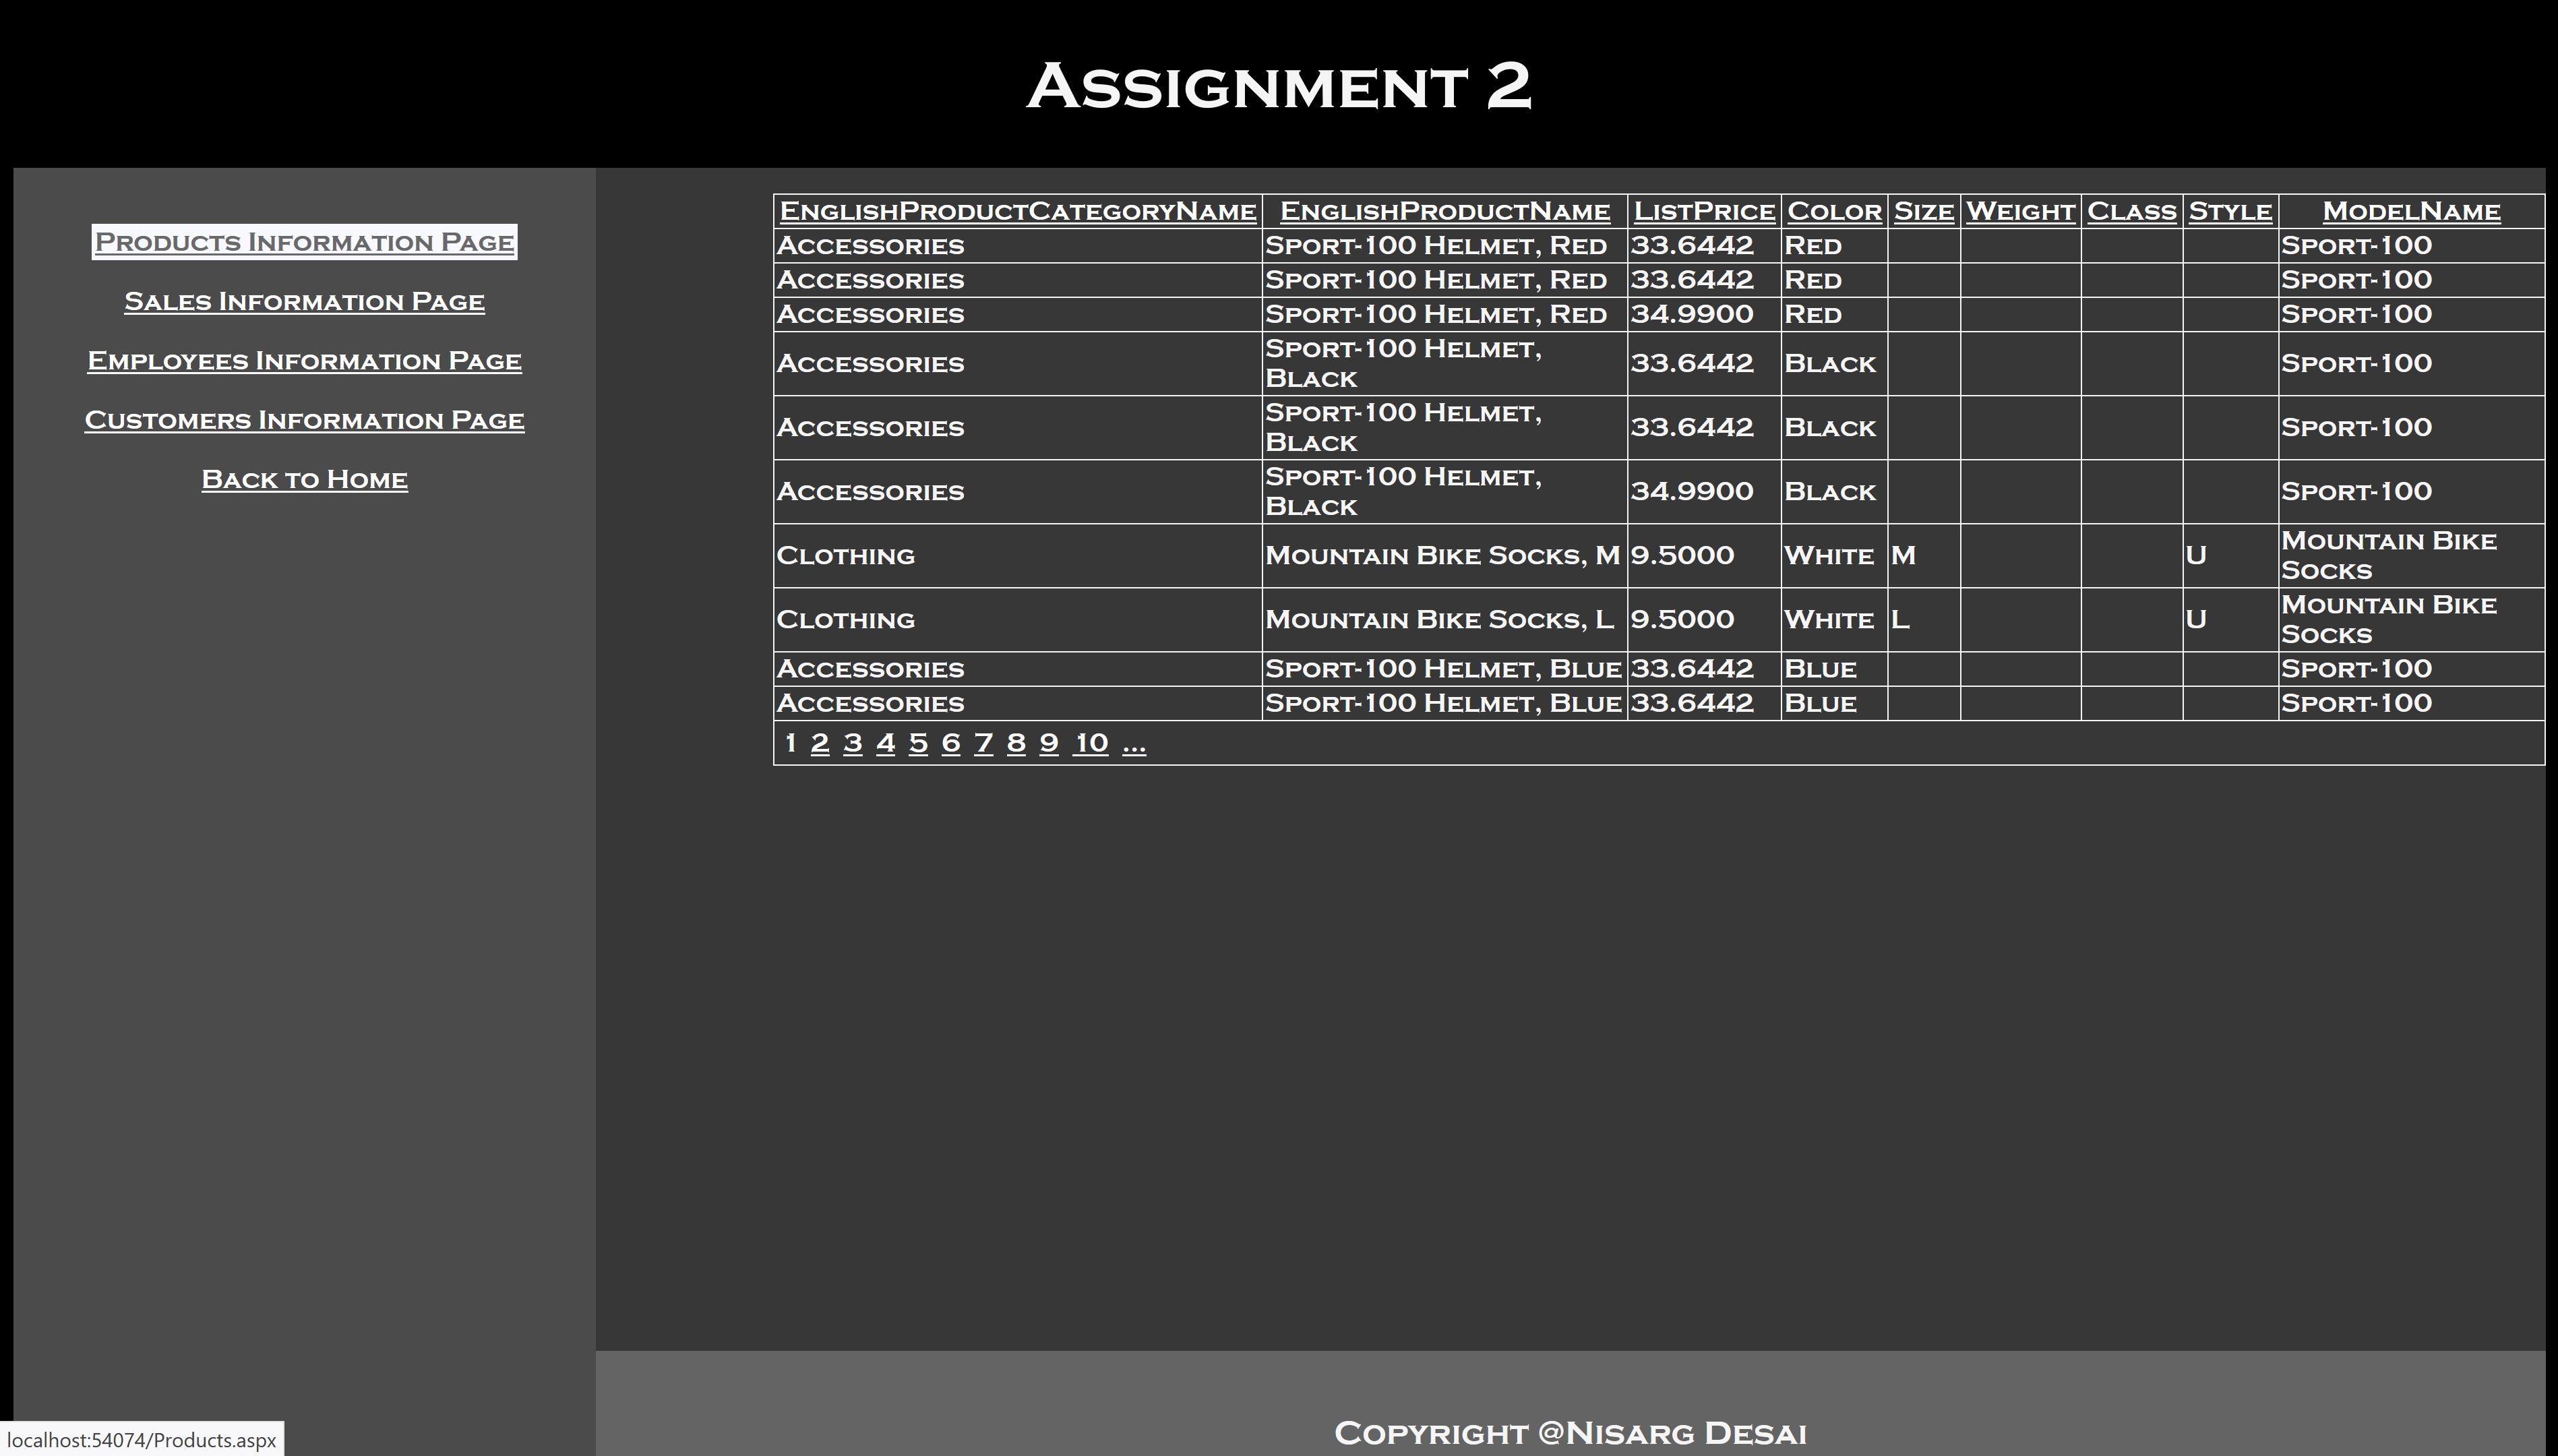 Assignment 2
Products Information Page
Sales Information Page
Employees Information Page
Customers Information Page
Back to Home
EnglishProductCategoryName EnglishProductName ListPrice Color Size Weight Class Style ModelName
Accessories Sport-100 Helmet, Red 33.6442 Red Sport-100
Accessories Sport-100 Helmet, Red 33.6442 Red Sport-100
Accessories Sport-100 Helmet, Red 34.9900 Red Sport-100
Accessories Sport-100 Helmet, Black 33.6442 Black Sport-100
Accessories Sport-100 Helmet, Black 33.6442 Black Sport-100
Accessories Sport-100 Helmet, Black 34.9900 Black Sport-100
Clothing Mountain Bike Socks, M 9.5000 White M U Mountain Bike Socks
Clothing Mountain Bike Socks, L 9.5000 White L U Mountain Bike Socks
Accessories Sport-100 Helmet, Blue 33.6442 Blue Sport-100
Accessories Sport-100 Helmet, Blue 33.6442 Blue Sport-100
1 2 3 4 5 6 7 8 9 10 ...
Copyright @Nisarg Desai
localhost:54074/Products.aspx